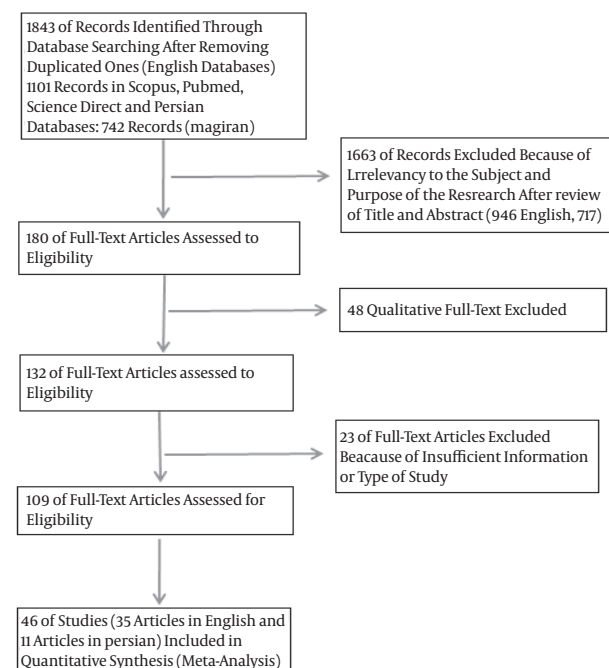 1843 of Records Identified Through
Database Searching After Removing
Duplicated Ones (English Databases)
1101 Records in Scopus, Pubmed,
Science Direct and Persian
Databases: 742 Records (magiran)
1663 of Records Excluded Because of
Lrrelevancy to the Subject and
Purpose of the Resrearch After review
of Title and Abstract (946 English, 717)
180 of Full-Text Articles Assessed to
Eligibility
48 Qualitative Full-Text Excluded
132 of Full-Text Articles assessed to
Eligibility
23 of Full-Text Articles Excluded
Beacause of Insufficient Information
or Type of Study
109 of Full-Text Articles Assessed for
Eligibility
46 of Studies (35 Articles in English and
11 Articles in persian) Included in
Quantitative Synthesis (Meta-Analysis)